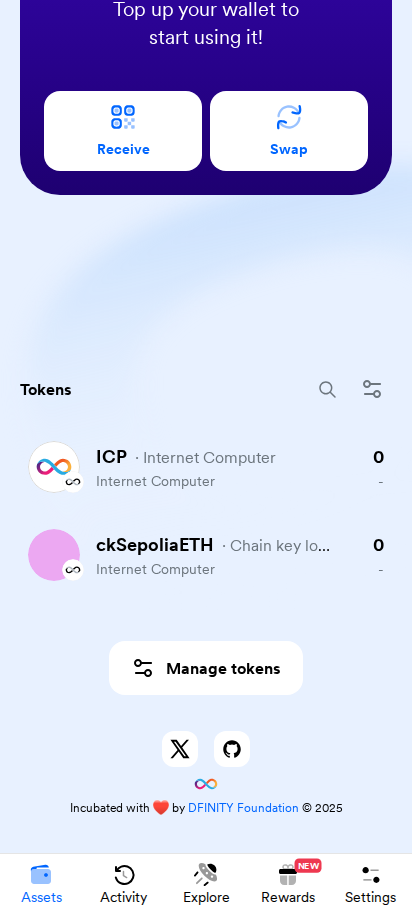 Top up your wallet to
start using it!
Receive
Swap
Tokens
ICP · Internet Computer
0
Internet Computer
-
ckSepoliaETH · Chain key lo...
0
Internet Computer
-
Manage tokens
Incubated with ❤️ by DFINITY Foundation © 2025
NEW
Assets
Activity
Explore
Rewards
Settings